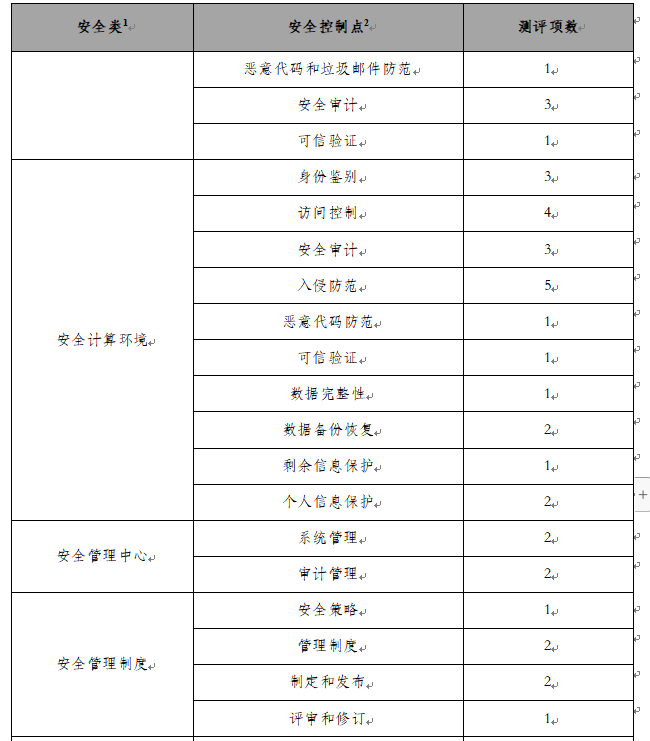 安全类1 安全控制点2 测评项数
恶意代码和垃圾邮件防范 1
安全审计 3
可信验证 1
身份鉴别 3
访问控制 4
安全审计 3
入侵防范 5
恶意代码防范 1
安全计算环境
可信验证 1
数据完整性 1
数据备份恢复 2
剩余信息保护 1
个人信息保护 2
系统管理 2
安全管理中心
审计管理 2
安全策略 1
管理制度 2
安全管理制度
制定和发布 2
评审和修订 1